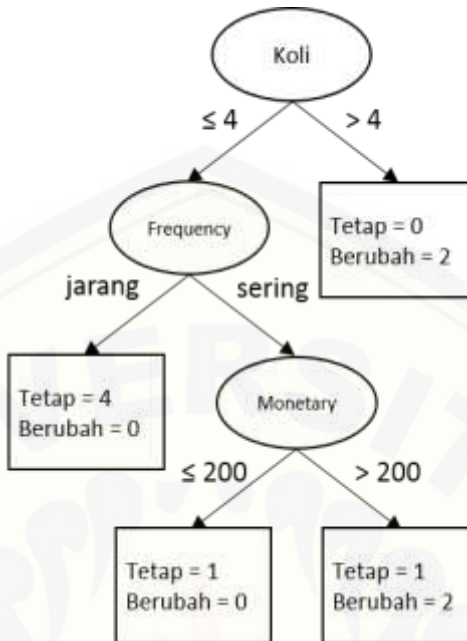 Koli
≤ 4
> 4
Frequency
Tetap = 0
Berubah = 2
jarang
sering
Tetap = 4
Berubah = 0
Monetary
≤ 200
> 200
Tetap = 1
Berubah = 0
Tetap = 1
Berubah = 2